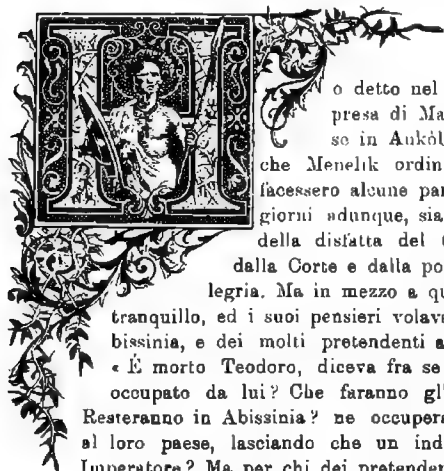 Ho detto nel
presa di Ma
se in Ankòl
che Menelik ordin
facessero alcune par
giorni adunque, sia
della disfatta del
dalla Corte e dalla po
legria. Ma in mezzo a qu
tranquillo, ed i suoi pensieri volav
bissinia, e dei molti pretendenti a
« É morto Teodoro, diceva fra se
occupato da lui? Che faranno gl'
Resteranno in Abissinia? ne occuper
al loro paese, lasciando che un ind
Imperatore? Ma per chi dei pretender